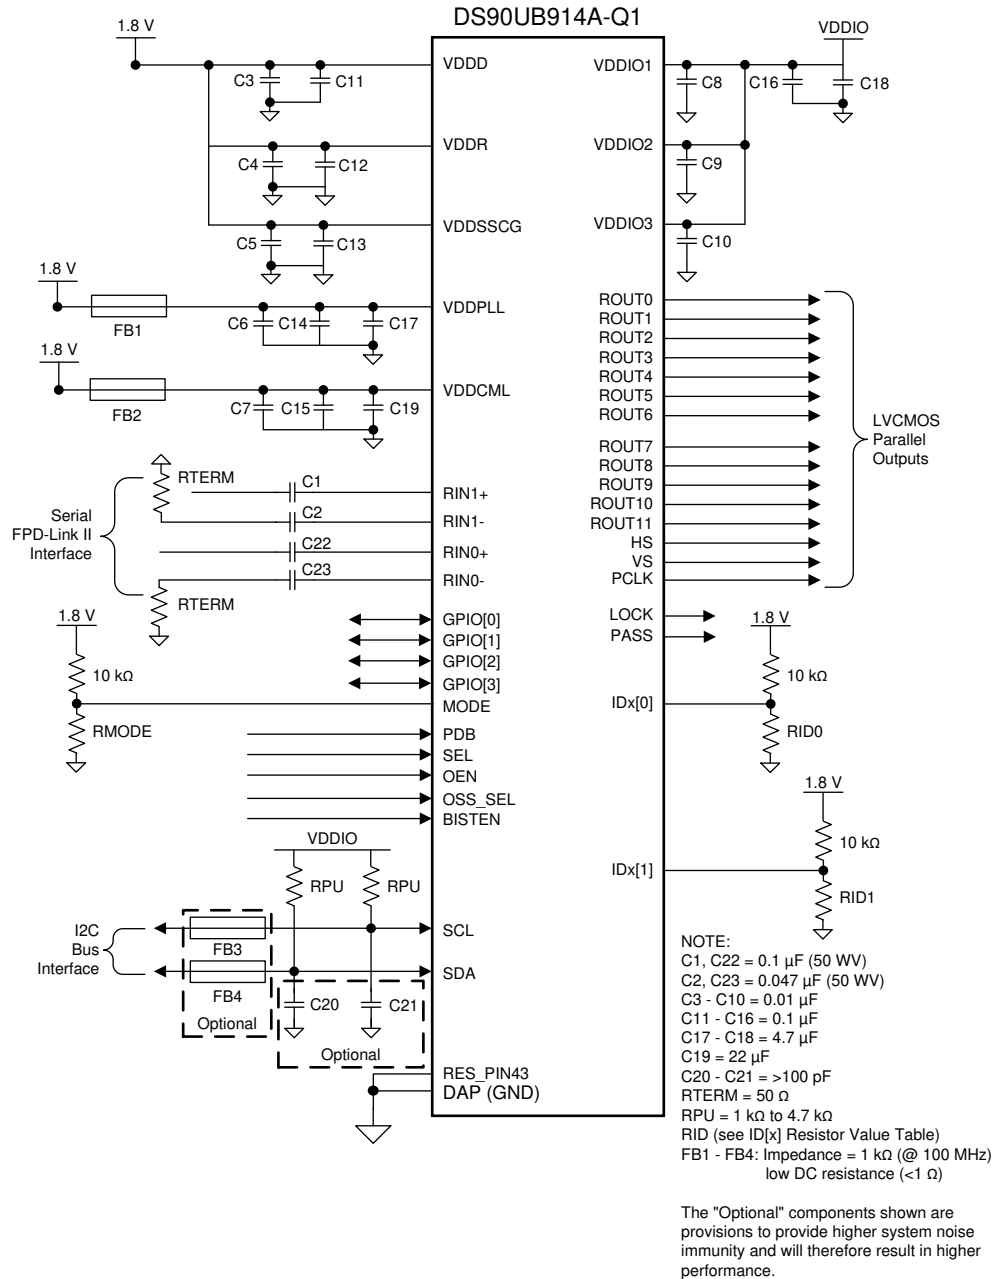 DS90UB914A-Q1
1.8 V
VDDIO
VDDD
VDDIO1
C3
C11
C8
C16
C18
VDDR
VDDIO2
C4
C12
C9
VDDSSCG
VDDIO3
C5
C13
C10
1.8 V
FB1
VDDPLL
C6
C14
C17
1.8 V
FB2
VDDCML
C7
C15
C19
ROUT0
ROUT1
ROUT2
ROUT3
ROUT4
ROUT5
ROUT6
ROUT7
ROUT8
ROUT9
ROUT10
ROUT11
HS
VS
PCLK
LVCMOS
Parallel
Outputs
Serial
FPD-Link II
Interface
RTERM
C1
RIN1+
C2
RIN1-
C22
RIN0+
C23
RIN0-
RTERM
GPIO[0]
GPIO[1]
GPIO[2]
GPIO[3]
LOCK
PASS
1.8 V
10 kΩ
MODE
RMODE
1.8 V
10 kΩ
IDx[0]
RID0
PDB
SEL
OEN
OSS_SEL
BISTEN
1.8 V
10 kΩ
IDx[1]
RID1
VDDIO
RPU
RPU
I2C
Bus
Interface
FB3
SCL
FB4
SDA
Optional
C20
C21
Optional
RES_PIN43
DAP (GND)
NOTE:
C1, C22 = 0.1 µF (50 WV)
C2, C23 = 0.047 µF (50 WV)
C3 - C10 = 0.01 µF
C11 - C16 = 0.1 µF
C17 - C18 = 4.7 µF
C19 = 22 µF
C20 - C21 = >100 pF
RTERM = 50 Ω
RPU = 1 kΩ to 4.7 kΩ
RID (see ID[x] Resistor Value Table)
FB1 - FB4: Impedance = 1 kΩ (@ 100 MHz)
low DC resistance (<1 Ω)
The "Optional" components shown are
provisions to provide higher system noise
immunity and will therefore result in higher
performance.